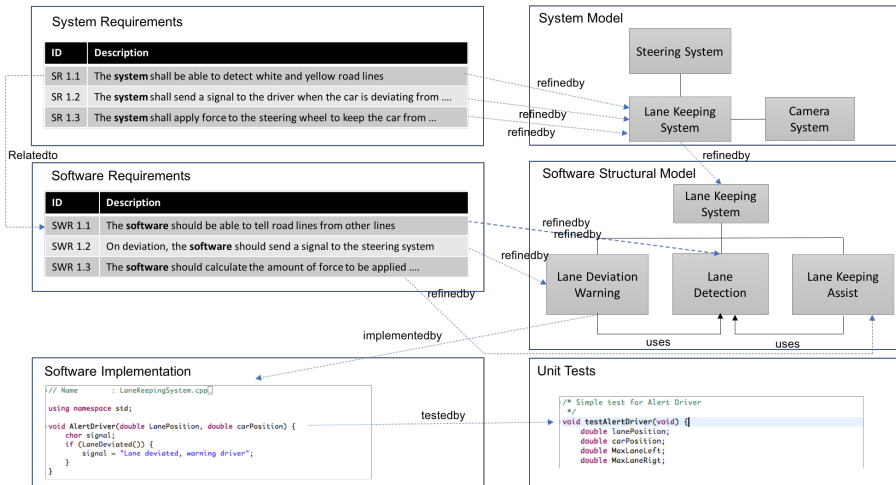 System Requirements
ID Description
SR 1.1 The system shall be able to detect white and yellow road lines
SR 1.2 The system shall send a signal to the driver when the car is deviating from ....
SR 1.3 The system shall apply force to the steering wheel to keep the car from ...
System Model
Steering System
Lane Keeping
System
Camera
System
refinedby
refinedby
refinedby
Relatedto
refinedby
Software Requirements
ID Description
SWR 1.1 The software should be able to tell road lines from other lines
SWR 1.2 On deviation, the software should send a signal to the steering system
SWR 1.3 The software should calculate the amount of force to be applied ....
Software Structural Model
Lane Keeping
System
refinedby
refinedby
refinedby
refinedby
Lane Deviation
Warning
Lane
Detection
Lane Keeping
Assist
uses
uses
implementedby
Software Implementation
// Name : LaneKeepingSystem.cpp
using namespace std;
void AlertDriver(double LanePosition, double carPosition) {
char signal;
if (LaneDeviated()) {
signal = "Lane deviated, warning driver";
}
}
testedby
Unit Tests
/* Simple test for Alert Driver
*/
void testAlertDriver(void) {
double lanePosition;
double carPosition;
double MaxLaneLeft;
double MaxLaneRigt;